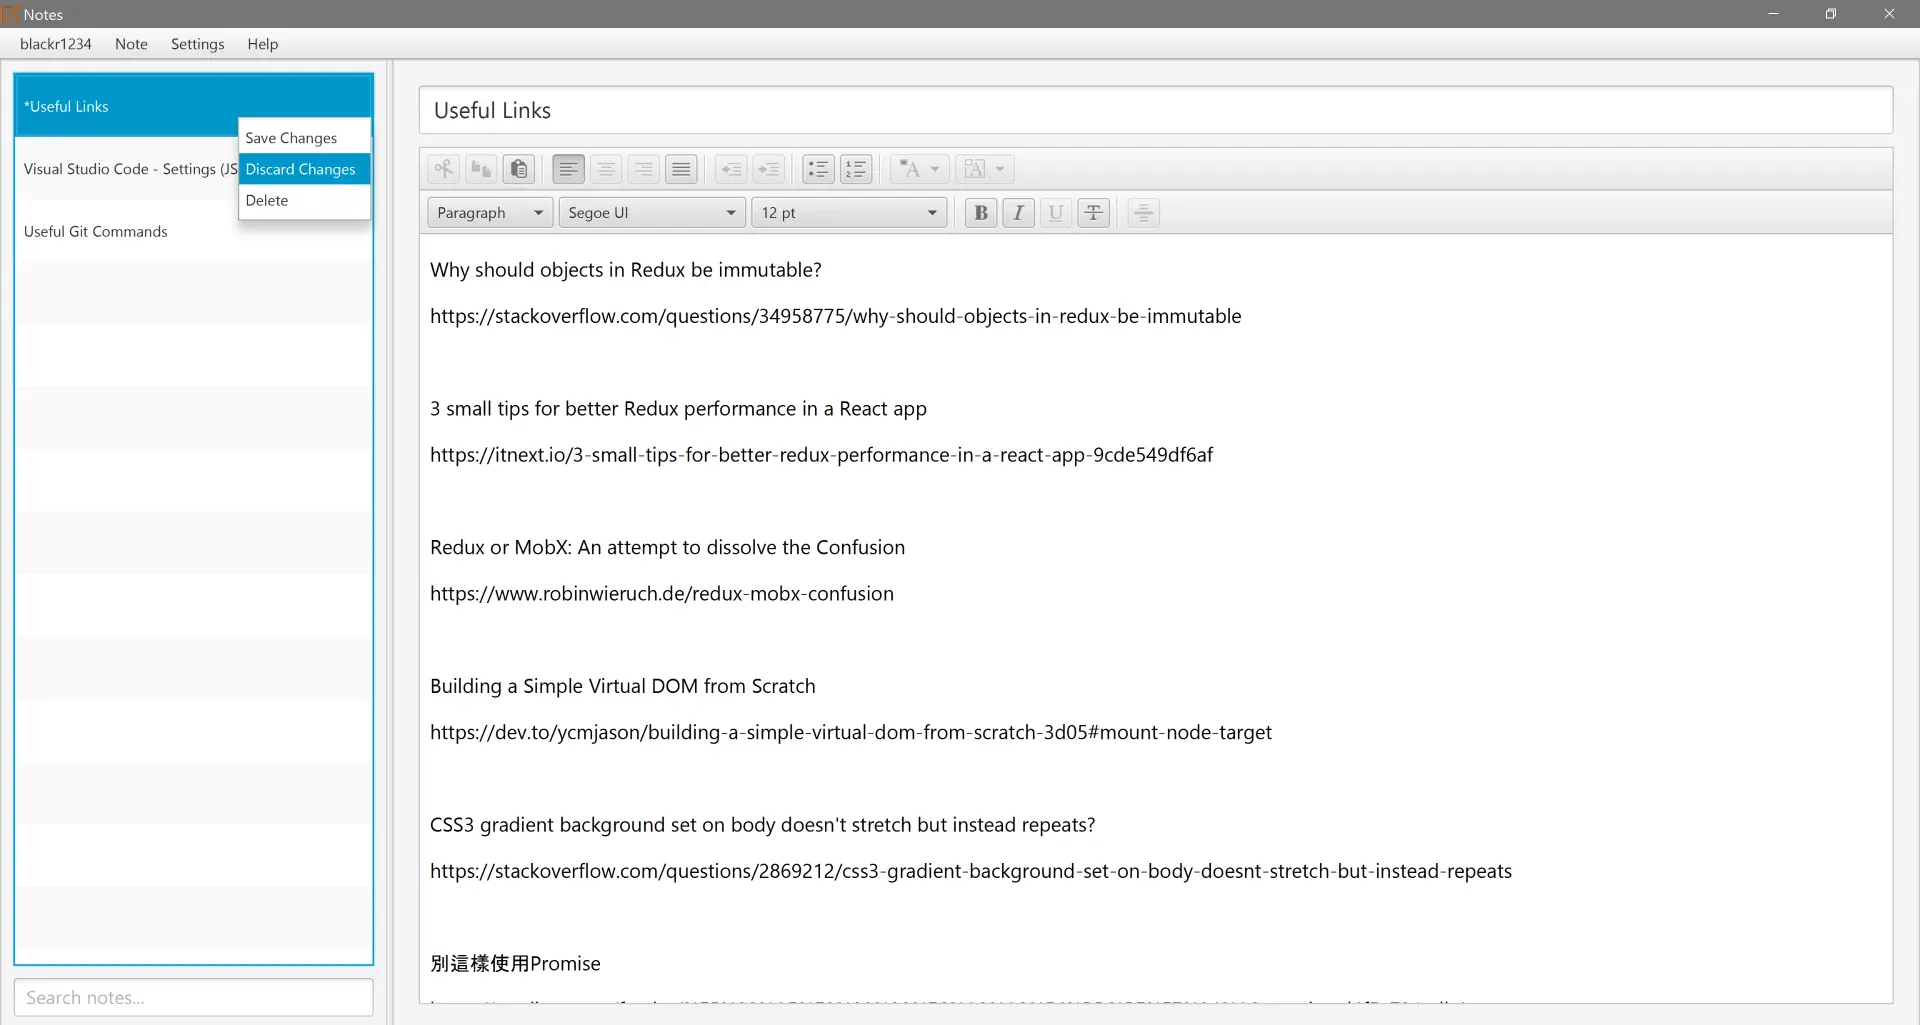 Notes
blackr1234 Note Settings Help
*Useful Links
Save Changes
Discard Changes
Delete
Visual Studio Code - Settings (JS
Useful Git Commands
Search notes...
Useful Links
Paragraph Segoe UI 12 pt
Why should objects in Redux be immutable?
https://stackoverflow.com/questions/34958775/why-should-objects-in-redux-be-immutable
3 small tips for better Redux performance in a React app
https://itnext.io/3-small-tips-for-better-redux-performance-in-a-react-app-9cde549df6af
Redux or MobX: An attempt to dissolve the Confusion
https://www.robinwieruch.de/redux-mobx-confusion
Building a Simple Virtual DOM from Scratch
https://dev.to/ycmjason/building-a-simple-virtual-dom-from-scratch-3d05#mount-node-target
CSS3 gradient background set on body doesn't stretch but instead repeats?
https://stackoverflow.com/questions/2869212/css3-gradient-background-set-on-body-doesnt-stretch-but-instead-repeats
別這樣使用Promise